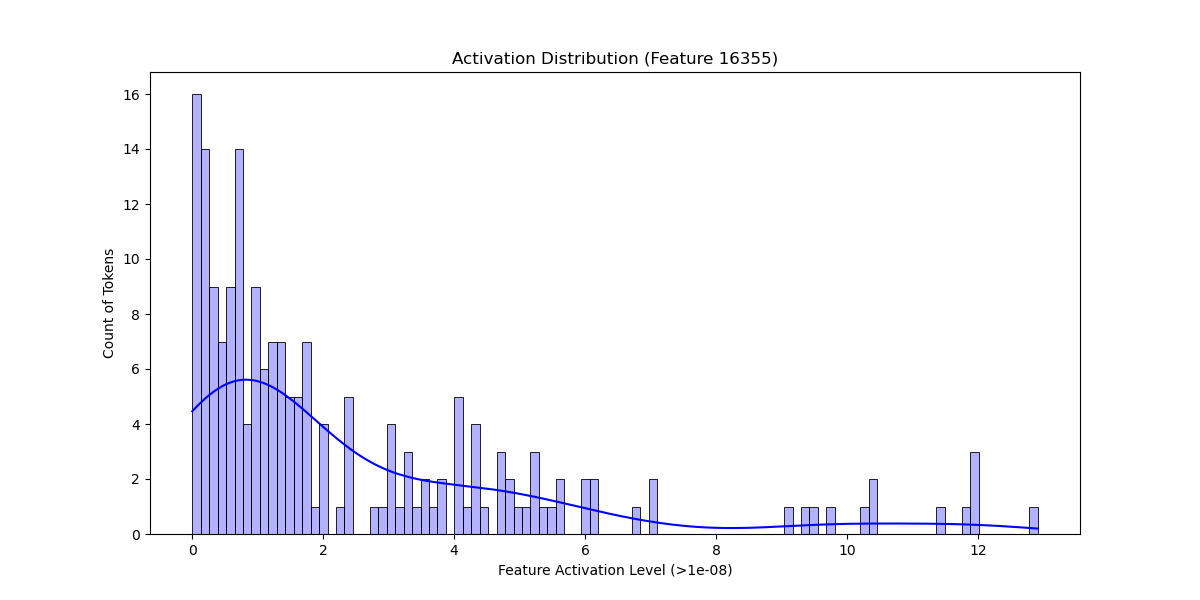 Activation Distribution (Feature 16355)
16
14
12
10
8
6
4
2
0
Count of Tokens
0 2 4 6 8 10 12
Feature Activation Level (>1e-08)